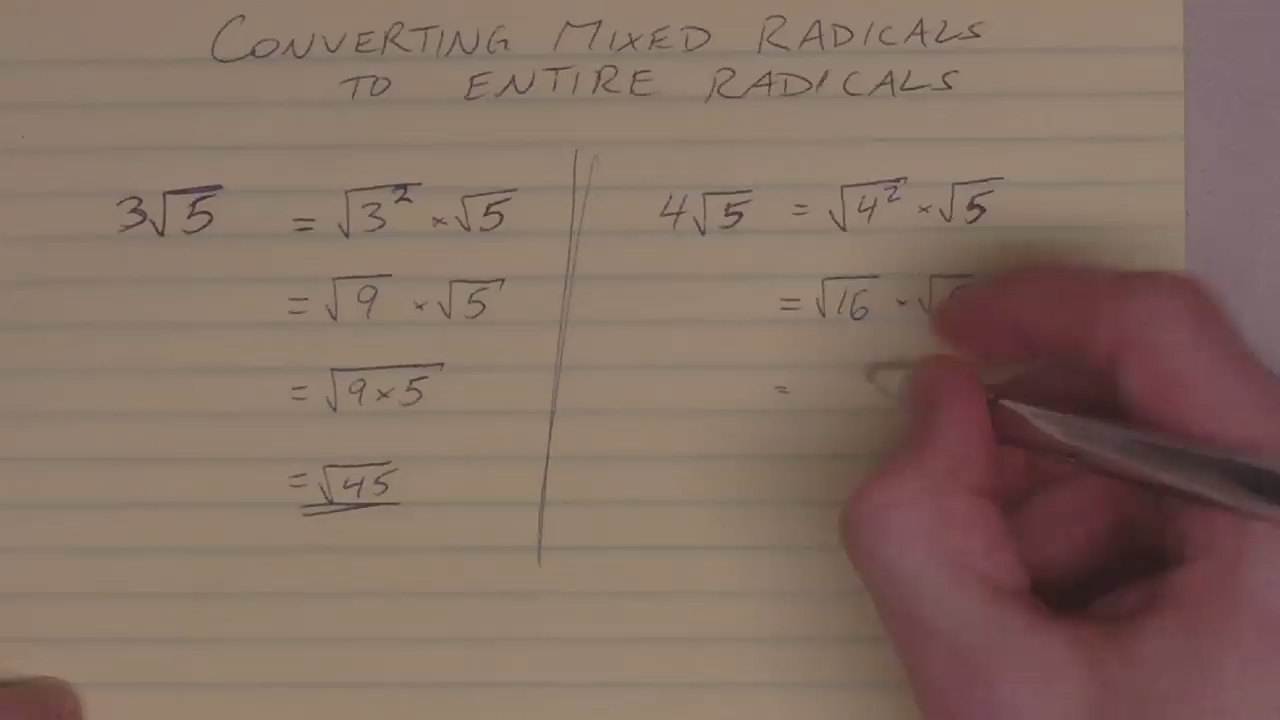 CONVERTING MIXED RADICALS
TO ENTIRE RADICALS
3√5 = √3² × √5
= √9 × √5
= √9×5
= √45
4√5 = √4² × √5
= √16 ×
=